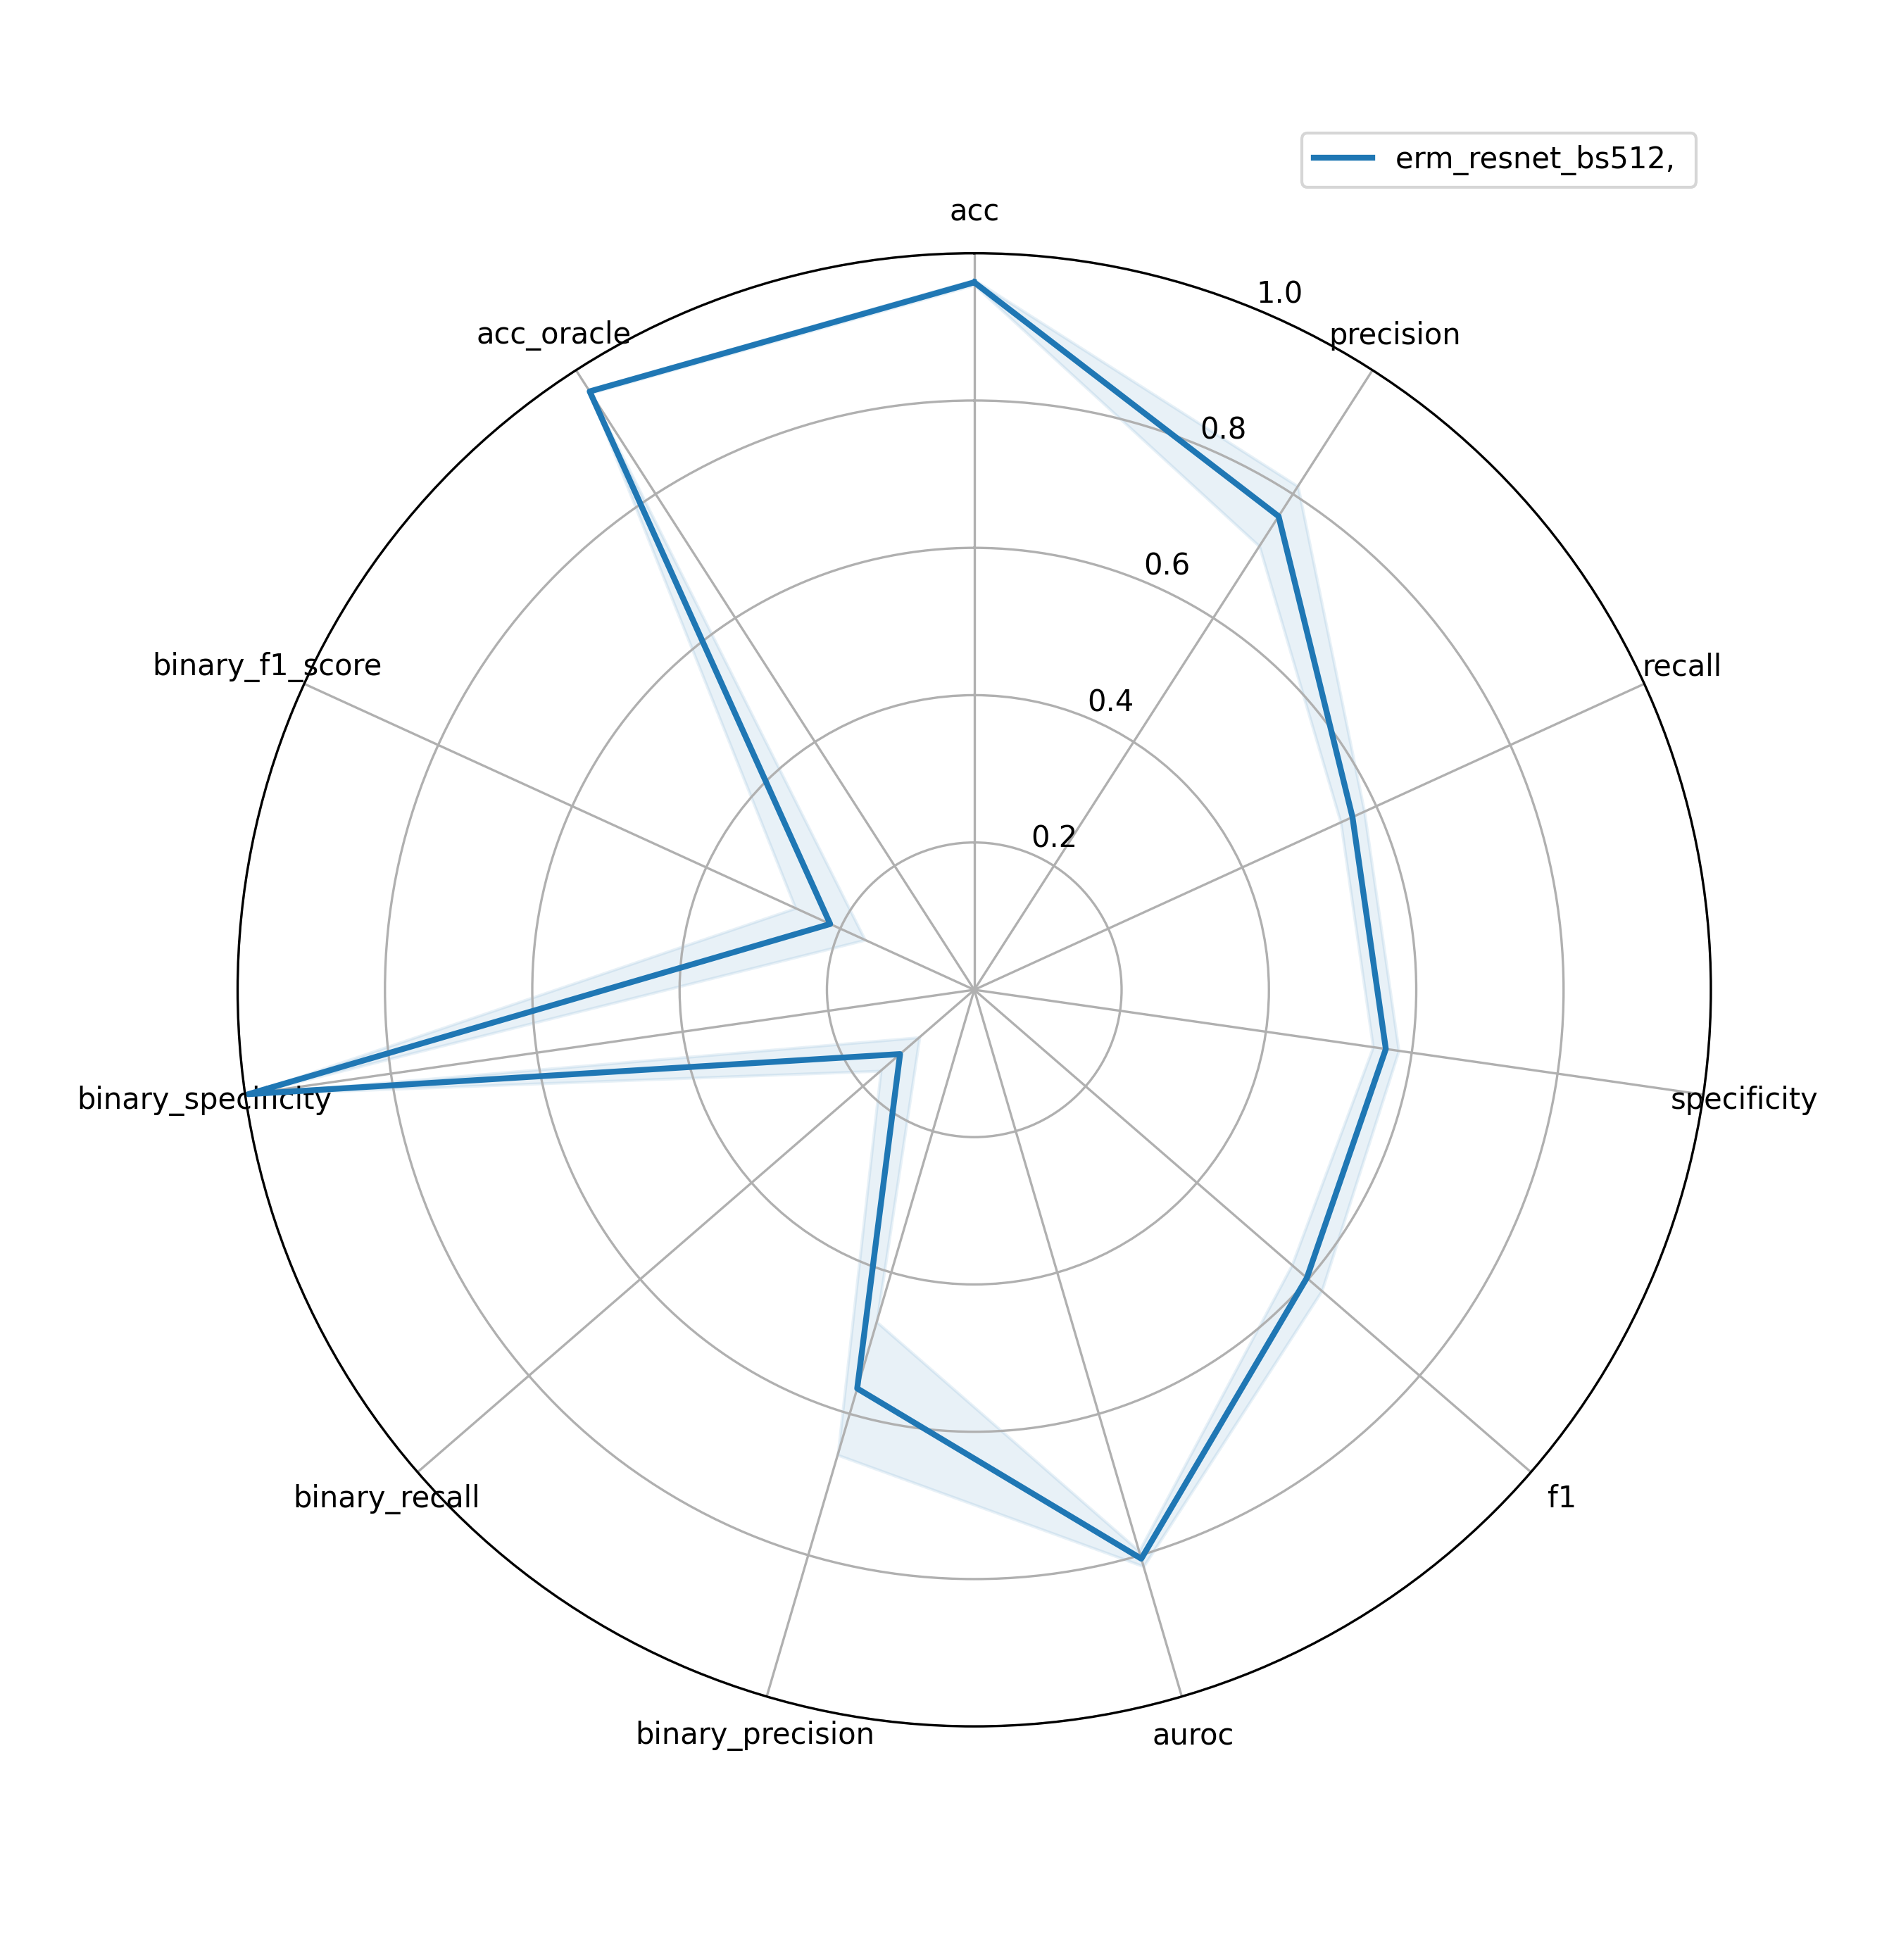 erm_resnet_bs512,
acc
1.0
acc_oracle
precision
0.8
0.6
binary_f1_score
recall
0.4
0.2
binary_specificity
specificity
binary_recall
f1
binary_precision
auroc